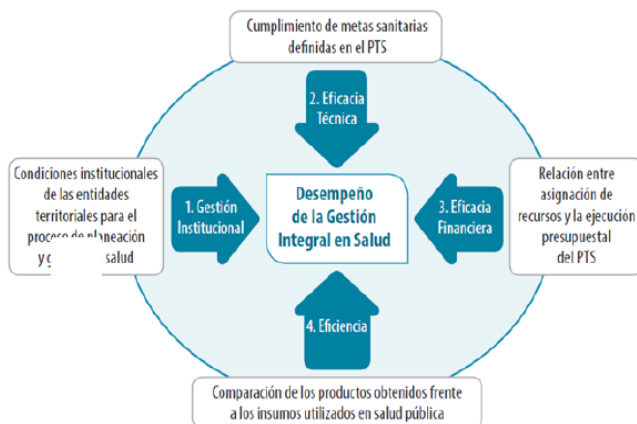 Cumplimiento de metas sanitarias
definidas en el PTS
2. Eficacia
Técnica
Condiciones institucionales
de las entidades
territoriales para el
proceso de planeación
y g salud
1. Gestión
Institucional
Desempeño
de la Gestión
Integral en Salud
3. Eficacia
Financiera
Relación entre
asignación de
recursos y la ejecución
presupuestal
del PTS
4. Eficiencia
Comparación de los productos obtenidos frente
a los insumos utilizados en salud pública